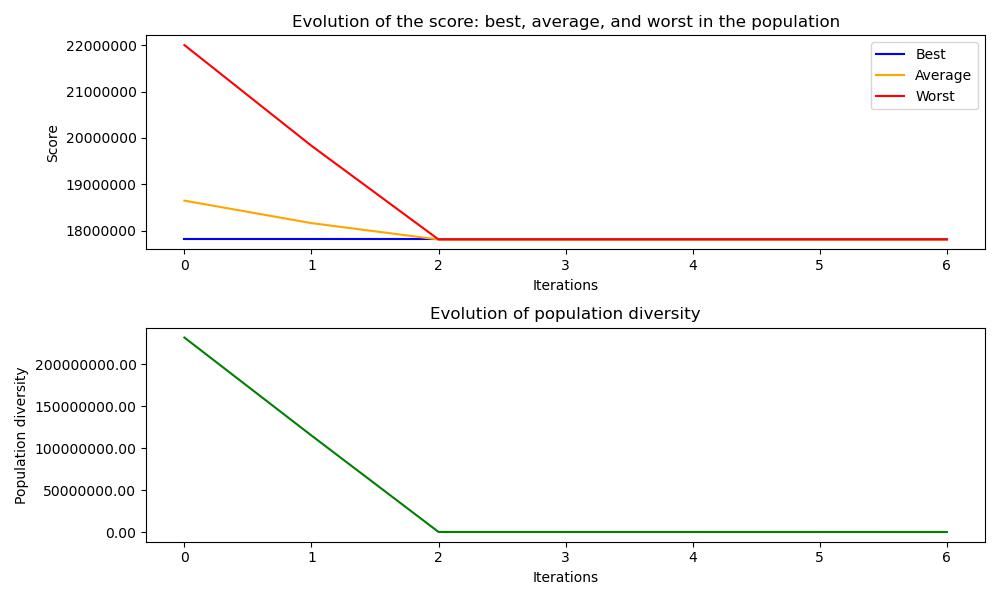 Evolution of the score: best, average, and worst in the population
22000000
21000000
20000000
19000000
18000000
Score
Best
Average
Worst
0 1 2 3 4 5 6
Iterations
Evolution of population diversity
200000000.00
150000000.00
100000000.00
50000000.00
0.00
Population diversity
0 1 2 3 4 5 6
Iterations